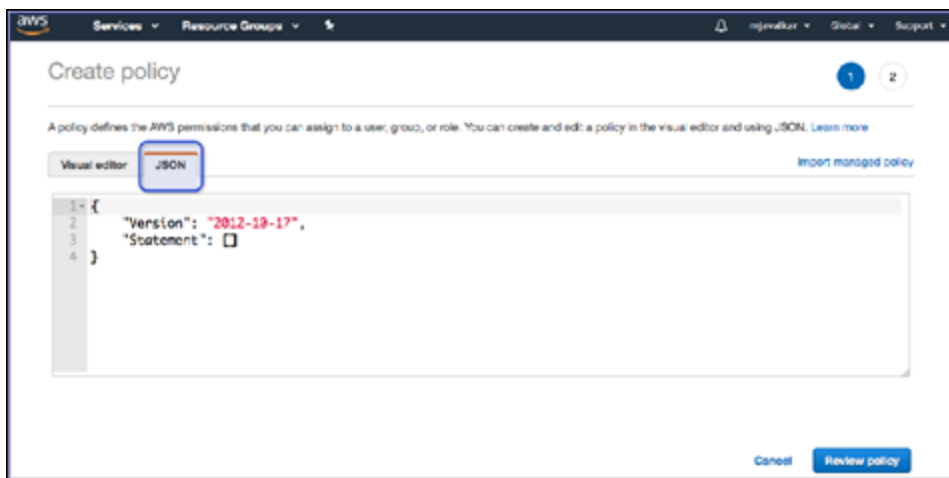 aws Services Resource Groups mjavalkar Global Support
Create policy 1 2
A policy defines the AWS permissions that you can assign to a user, group, or role. You can create and edit a policy in the visual editor and using JSON. Learn more
Visual editor JSON Import managed policy
1 {
2 "Version": "2012-10-17",
3 "Statement": []
4 }
Cancel Review policy